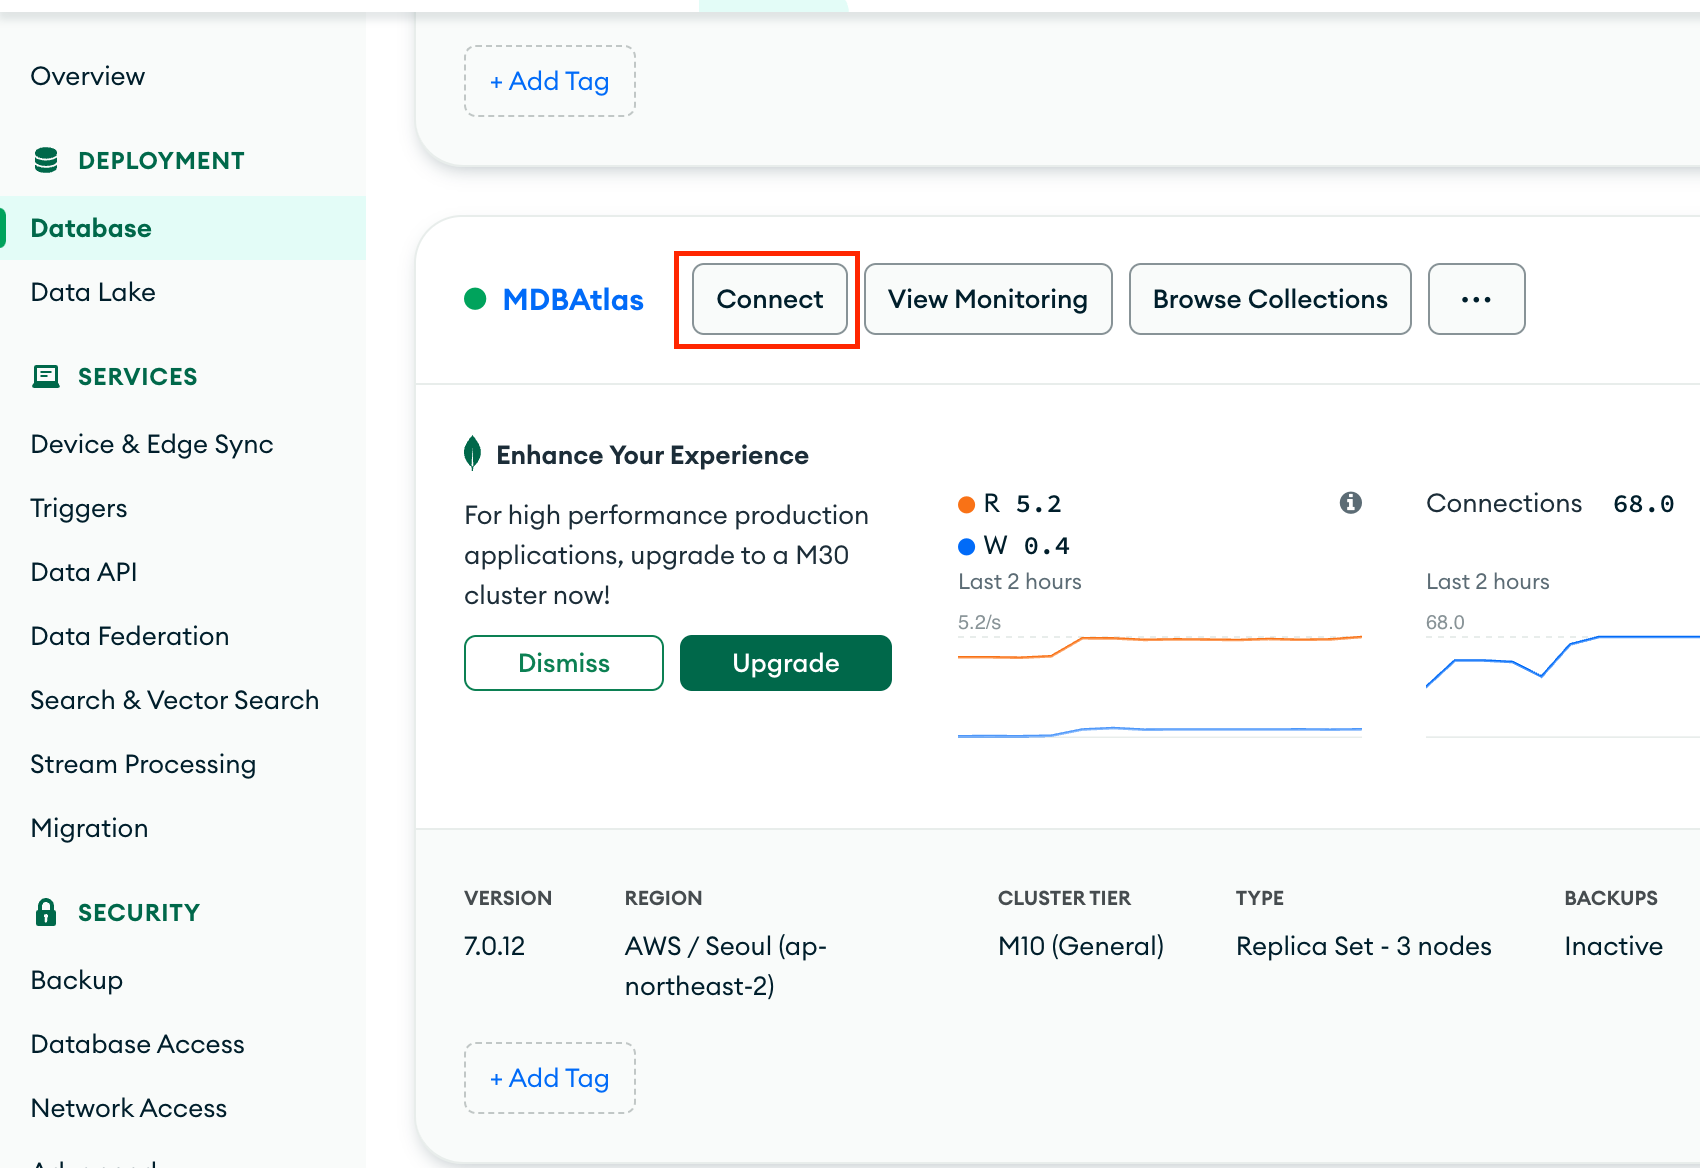 + Add Tag
Overview
DEPLOYMENT
Database
Data Lake
SERVICES
Device & Edge Sync
Triggers
Data API
Data Federation
Search & Vector Search
Stream Processing
Migration
SECURITY
Backup
Database Access
Network Access
Advanced
MDBAtlas
Connect
View Monitoring
Browse Collections
...
Enhance Your Experience
For high performance production
applications, upgrade to a M30
cluster now!
Dismiss
Upgrade
R 5.2
W 0.4
Last 2 hours
5.2/s
Connections 68.0
Last 2 hours
68.0
VERSION
7.0.12
REGION
AWS / Seoul (ap-
northeast-2)
CLUSTER TIER
M10 (General)
TYPE
Replica Set - 3 nodes
BACKUPS
Inactive
+ Add Tag